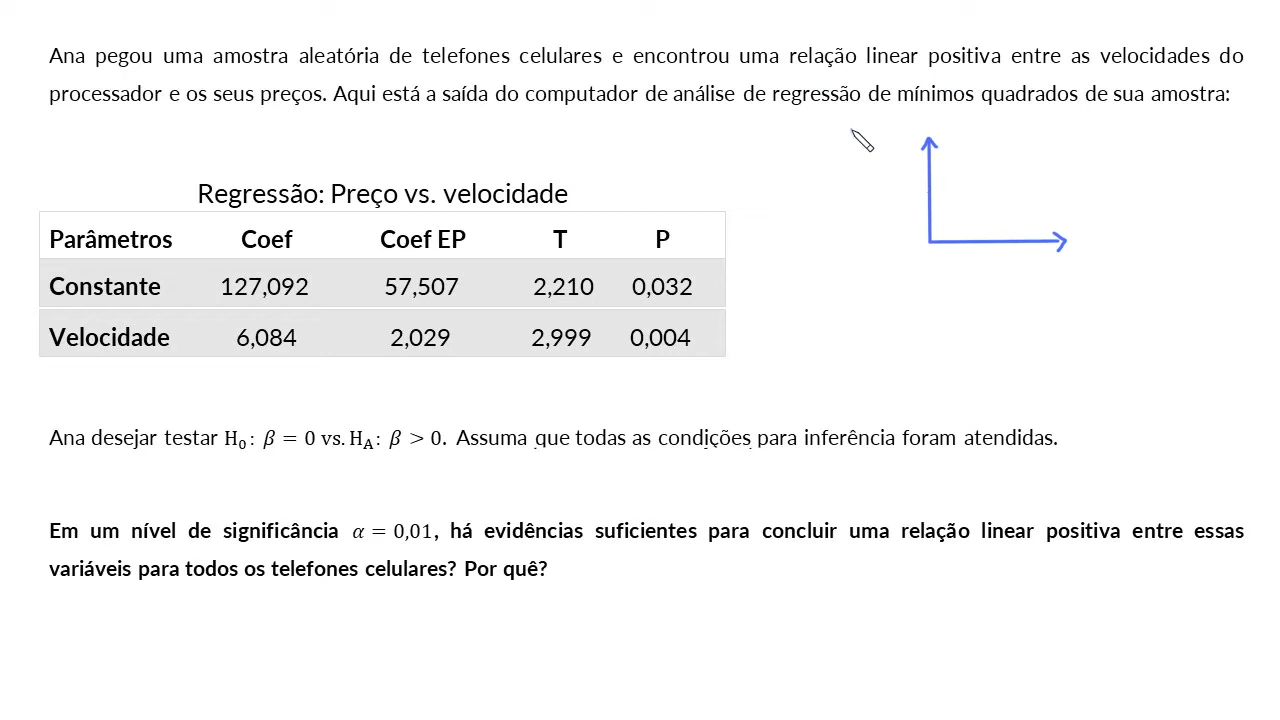 Ana pegou uma amostra aleatória de telefones celulares e encontrou uma relação linear positiva entre as velocidades do
processador e os seus preços. Aqui está a saída do computador de análise de regressão de mínimos quadrados de sua amostra:
Regressão: Preço vs. velocidade
Parâmetros Coef Coef EP T P
Constante 127,092 57,507 2,210 0,032
Velocidade 6,084 2,029 2,999 0,004
Ana desejar testar H₀: β = 0 vs. H_A: β > 0. Assuma que todas as condições para inferência foram atendidas.
Em um nível de significância α = 0,01, há evidências suficientes para concluir uma relação linear positiva entre essas
variáveis para todos os telefones celulares? Por quê?